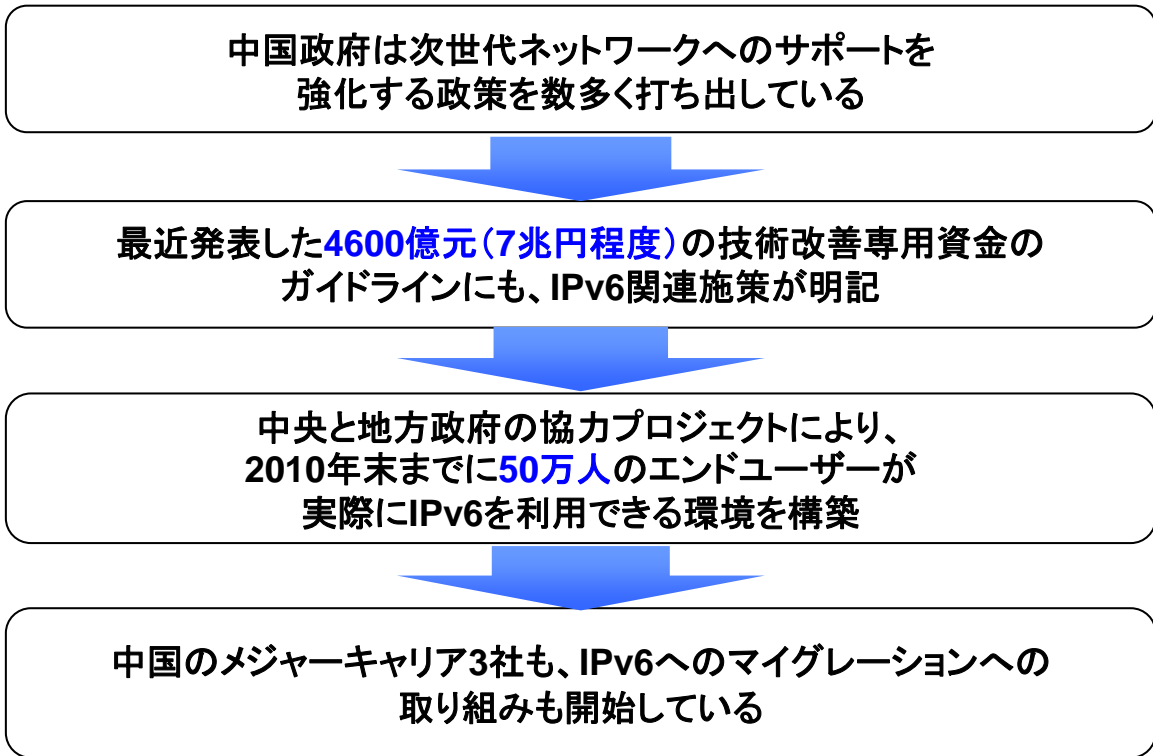 中国政府は次世代ネットワークへのサポートを
強化する政策を数多く打ち出している
最近発表した4600億元(7兆円程度)の技術改善専用資金の
ガイドラインにも、IPv6関連施策が明記
中央と地方政府の協力プロジェクトにより、
2010年末までに50万人のエンドユーザーが
実際にIPv6を利用できる環境を構築
中国のメジャーキャリア3社も、IPv6へのマイグレーションへの
取り組みも開始している